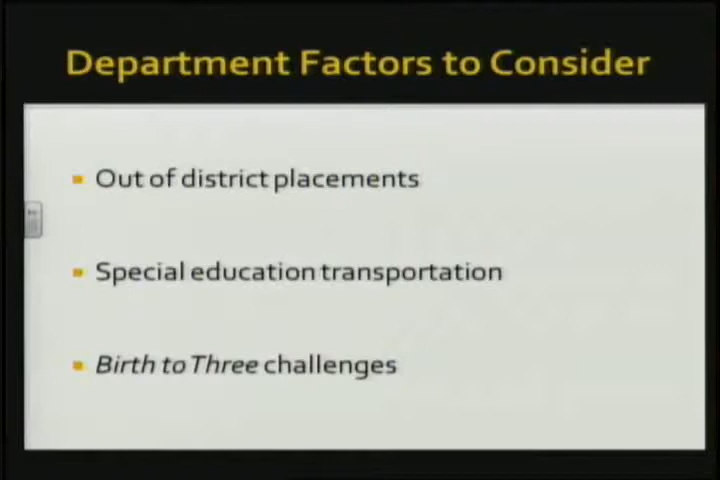 Department Factors to Consider
Out of district placements
Special education transportation
Birth to Three challenges